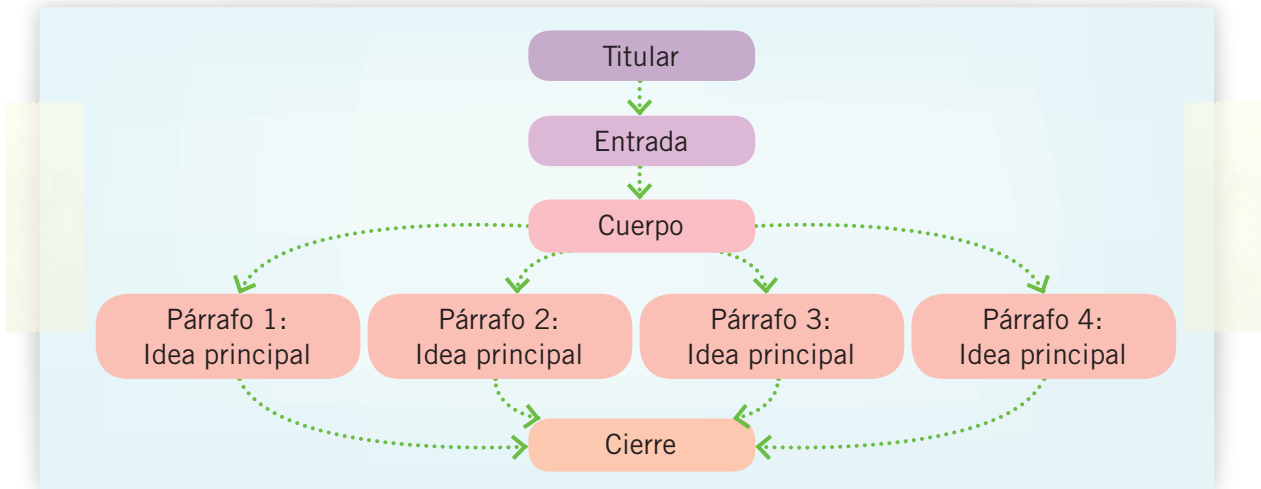 Titular
Entrada
Cuerpo
Párrafo 1:
Idea principal
Párrafo 2:
Idea principal
Párrafo 3:
Idea principal
Párrafo 4:
Idea principal
Cierre